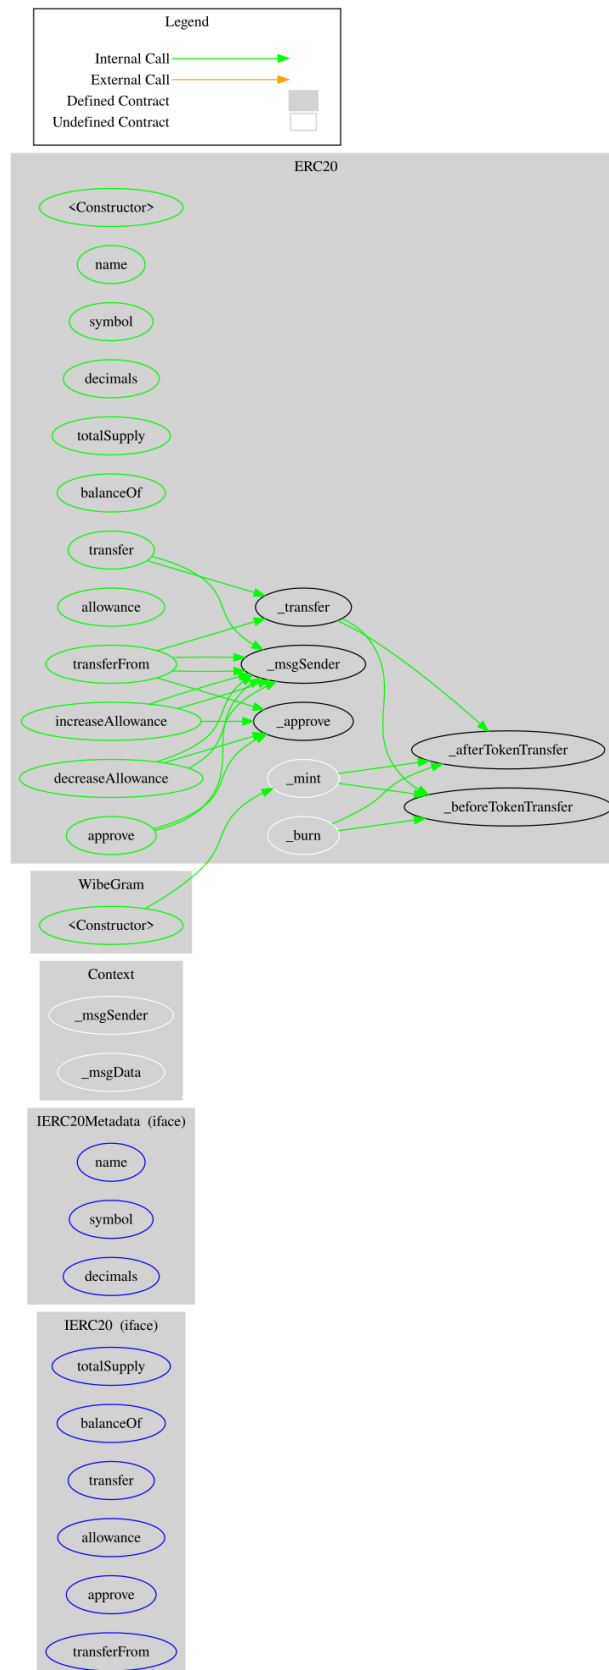 Legend
Internal Call
External Call
Defined Contract
Undefined Contract
ERC20
<Constructor>
name
symbol
decimals
totalSupply
balanceOf
transfer
allowance
_transfer
transferFrom
_msgSender
increaseAllowance
_approve
decreaseAllowance
_mint
_afterTokenTransfer
approve
_burn
_beforeTokenTransfer
WibeGram
<Constructor>
Context
_msgSender
_msgData
IERC20Metadata (iface)
name
symbol
decimals
IERC20 (iface)
totalSupply
balanceOf
transfer
allowance
approve
transferFrom